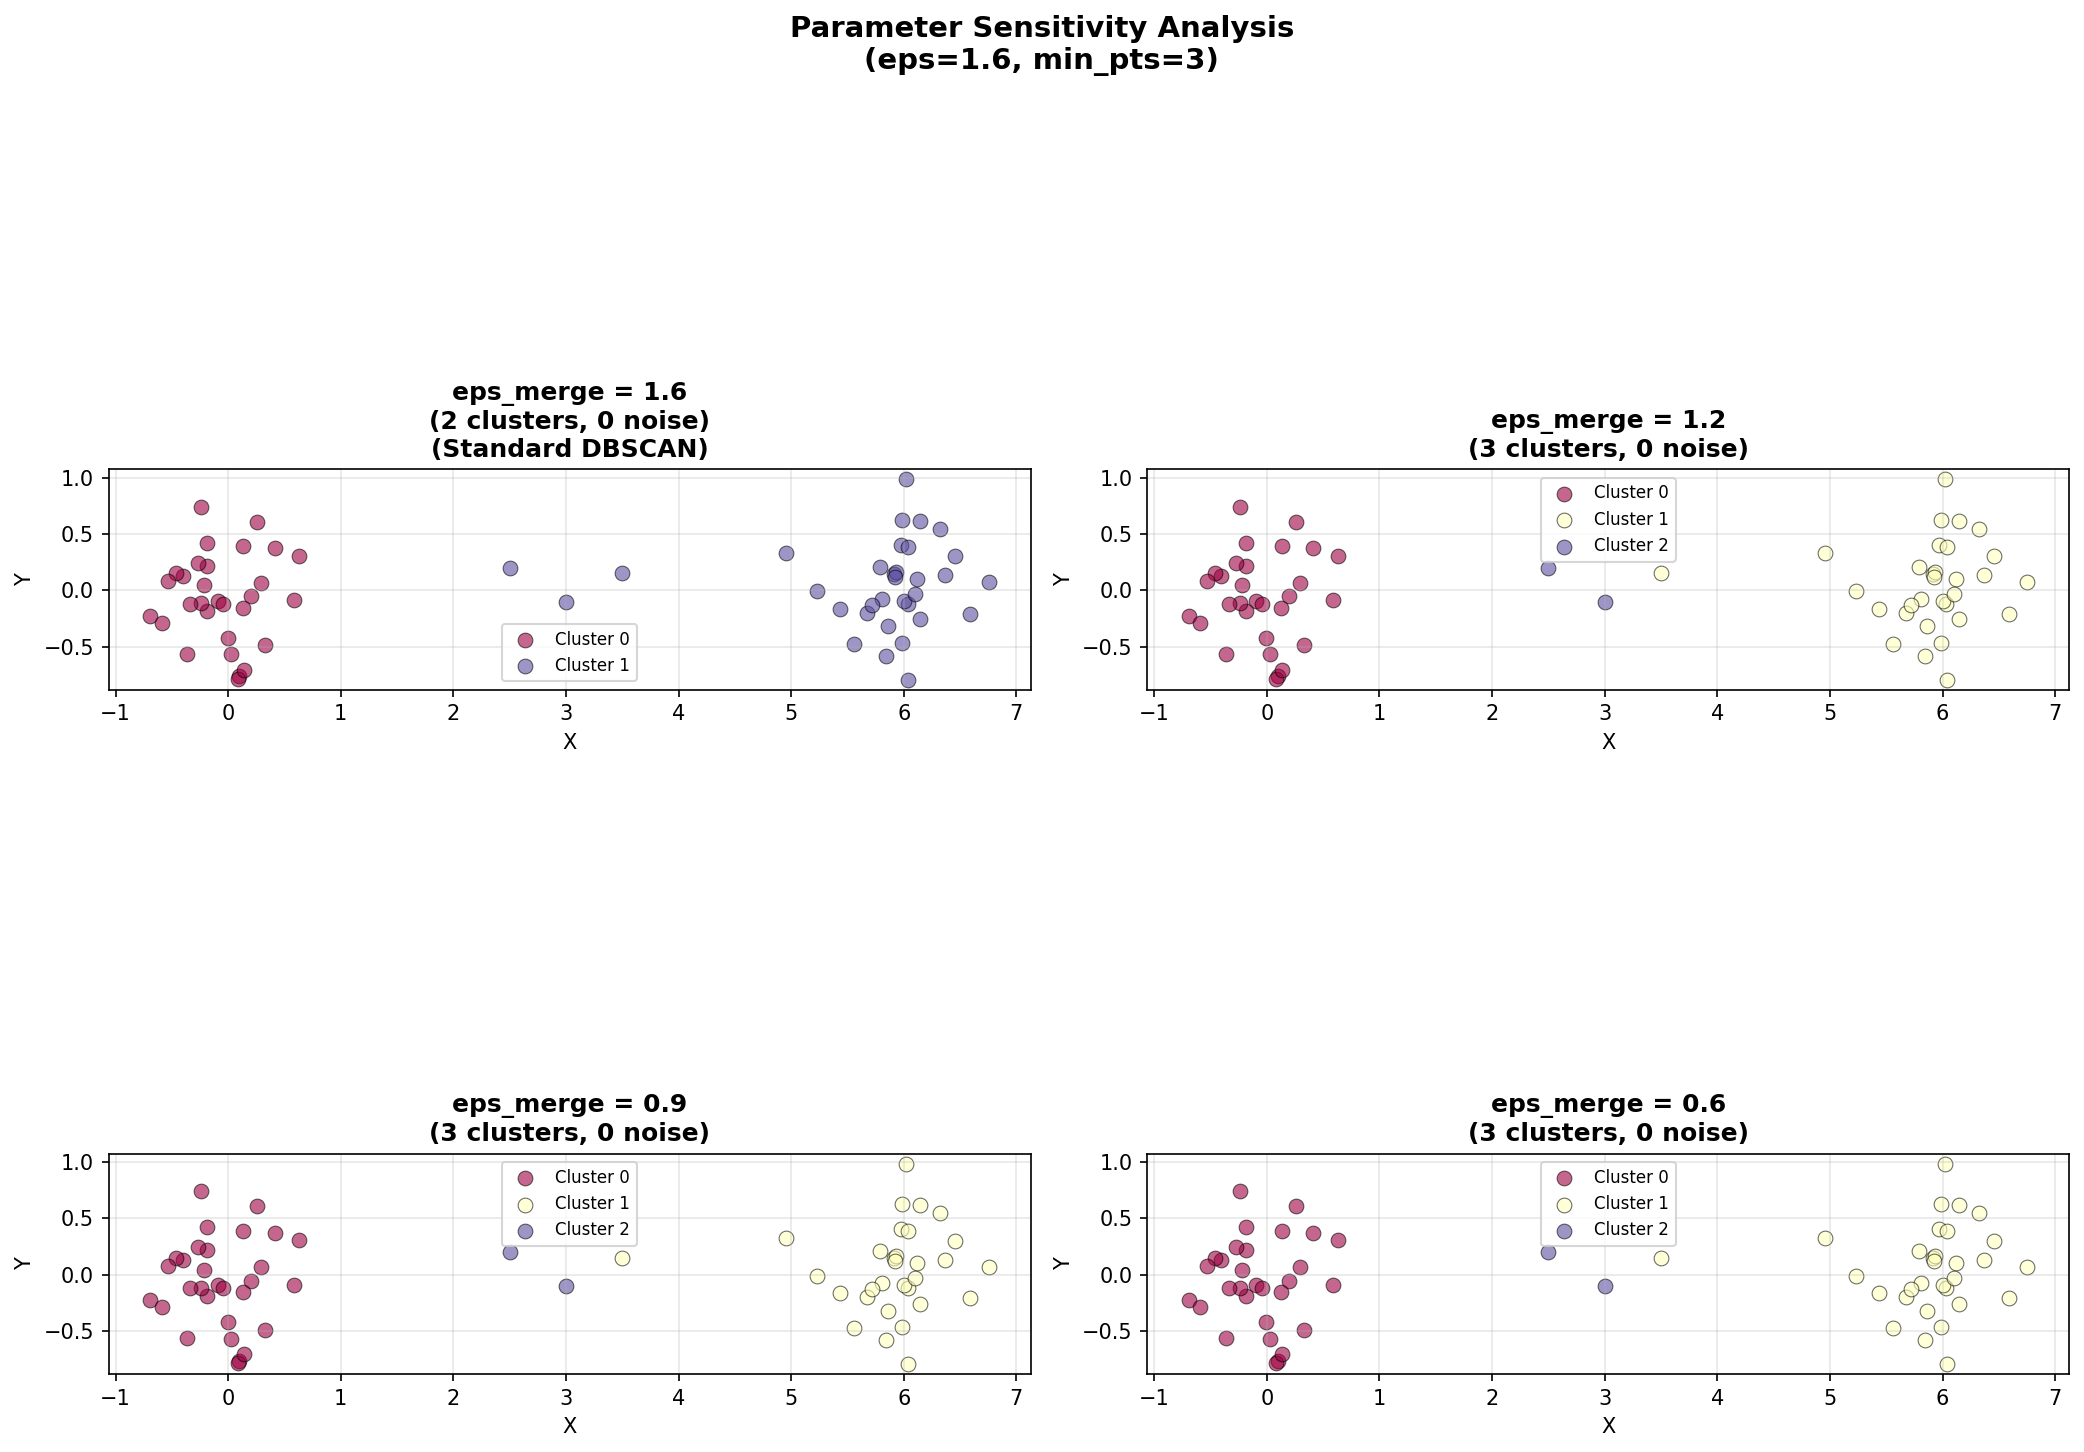 Parameter Sensitivity Analysis
(eps=1.6, min_pts=3)
eps_merge = 1.6
(2 clusters, 0 noise)
(Standard DBSCAN)
1.0
0.5
0.0
−0.5
Y
Cluster 0
Cluster 1
−1 0 1 2 3 4 5 6 7
X
eps_merge = 1.2
(3 clusters, 0 noise)
1.0
0.5
0.0
−0.5
Y
Cluster 0
Cluster 1
Cluster 2
−1 0 1 2 3 4 5 6 7
X
eps_merge = 0.9
(3 clusters, 0 noise)
1.0
0.5
0.0
−0.5
Y
Cluster 0
Cluster 1
Cluster 2
−1 0 1 2 3 4 5 6 7
X
eps_merge = 0.6
(3 clusters, 0 noise)
1.0
0.5
0.0
−0.5
Y
Cluster 0
Cluster 1
Cluster 2
−1 0 1 2 3 4 5 6 7
X